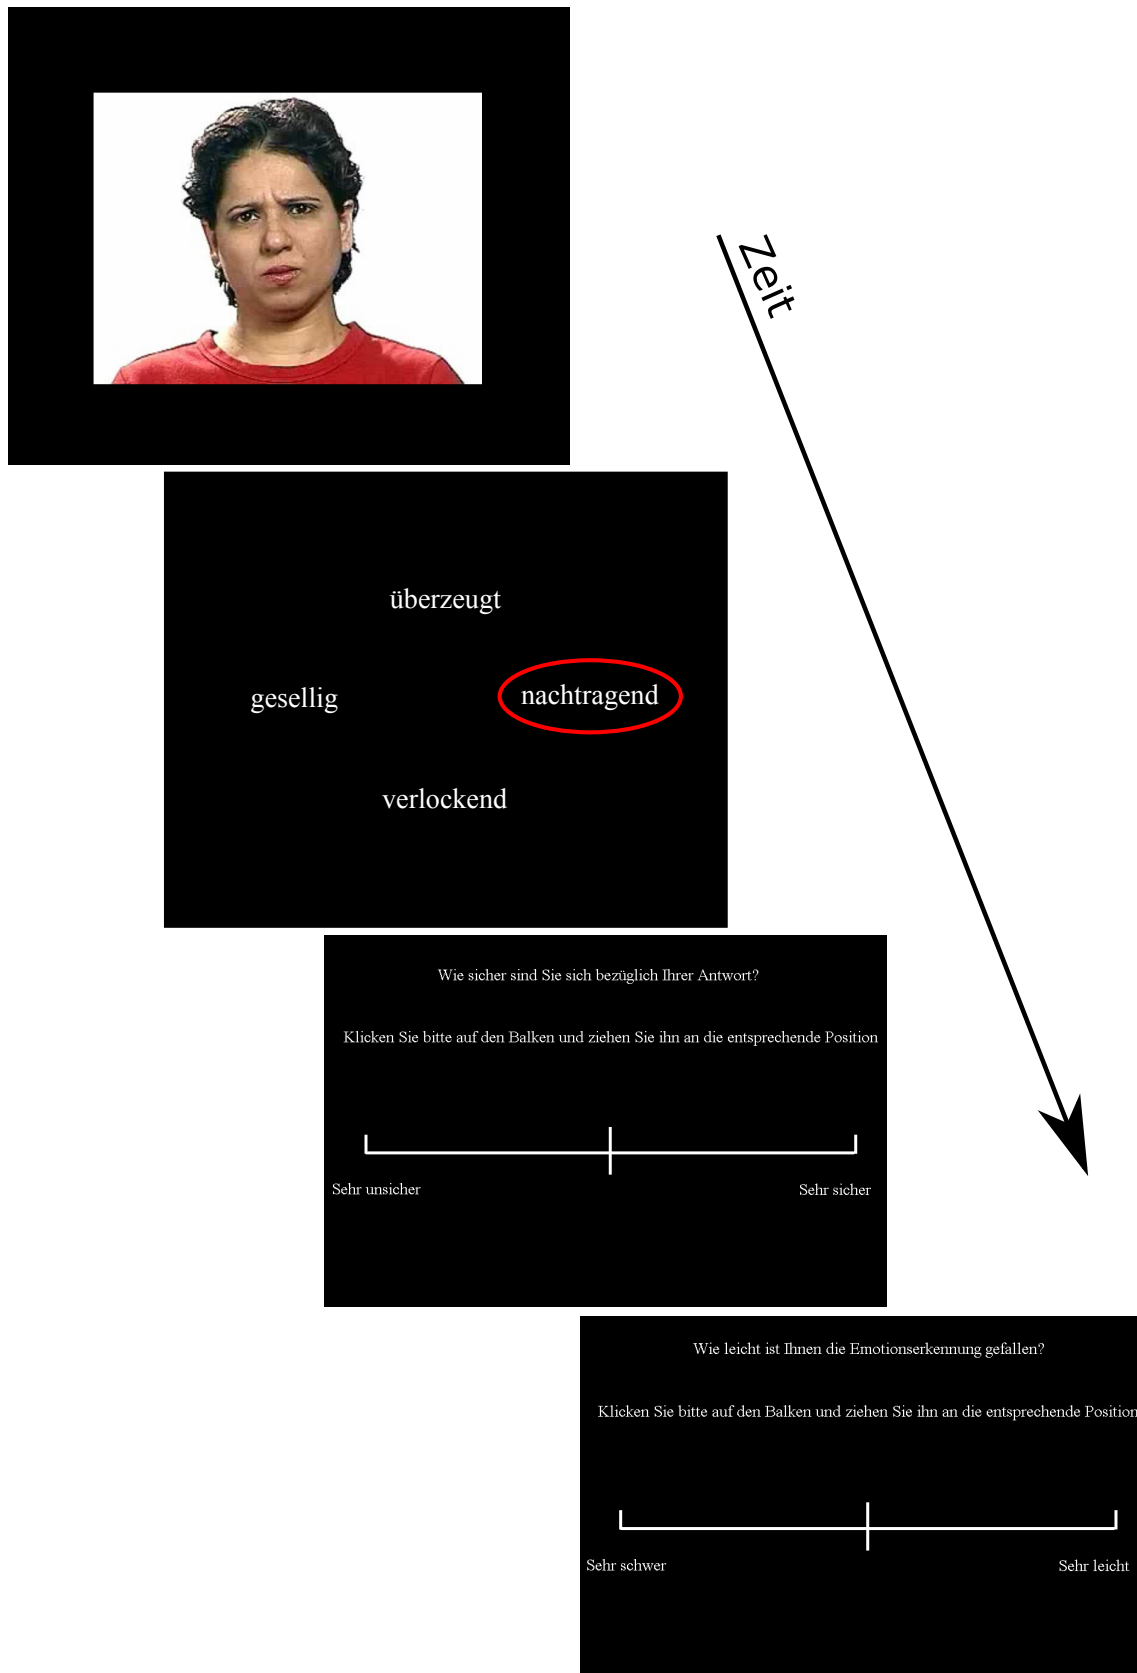 Zeit
überzeugt
gesellig
nachtragend
verlockend
Wie sicher sind Sie sich bezüglich Ihrer Antwort?
Klicken Sie bitte auf den Balken und ziehen Sie ihn an die entsprechende Position
Sehr unsicher
Sehr sicher
Wie leicht ist Ihnen die Emotionserkennung gefallen?
Klicken Sie bitte auf den Balken und ziehen Sie ihn an die entsprechende Position
Sehr schwer
Sehr leicht